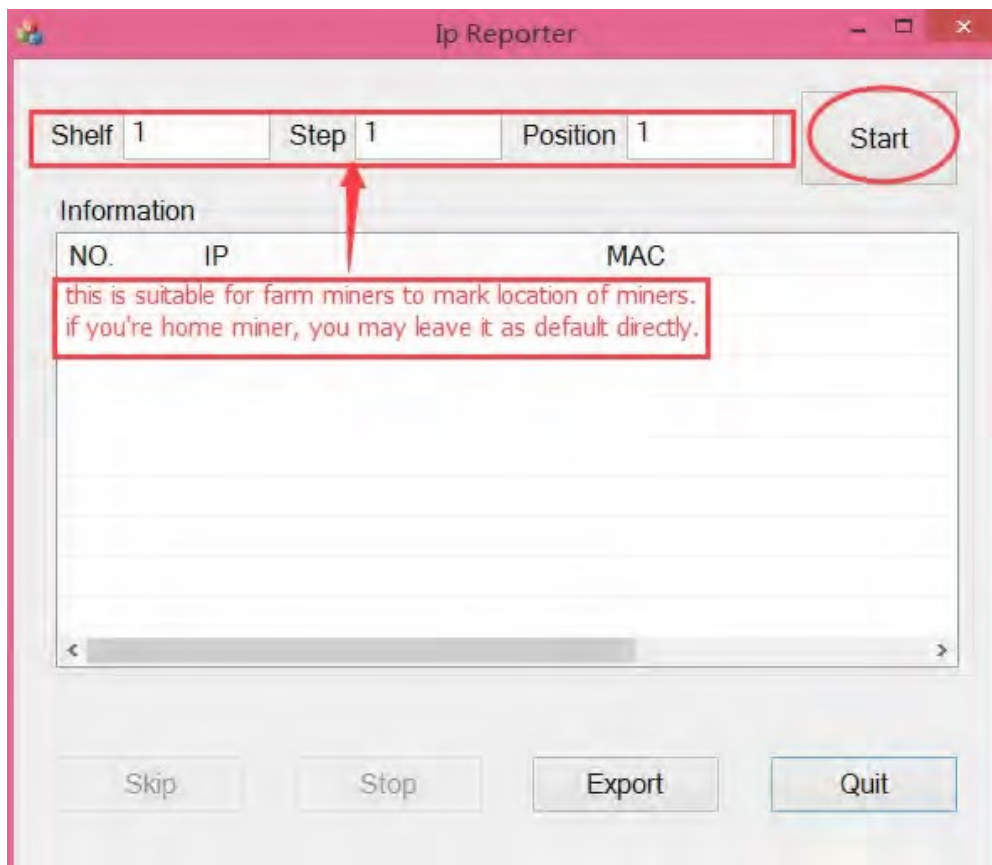 Ip Reporter
Shelf 1 Step 1 Position 1 Start
Information
NO. IP MAC
this is suitable for farm miners to mark location of miners.
if you're home miner, you may leave it as default directly.
Skip Stop Export Quit